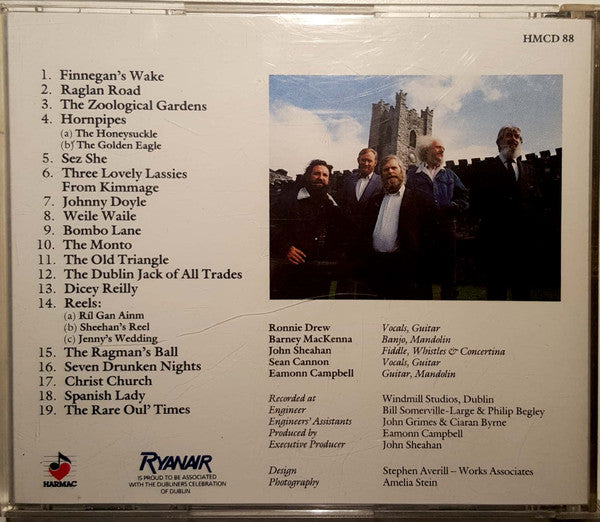 HMCD 88
1. Finnegan's Wake
2. Raglan Road
3. The Zoological Gardens
4. Hornpipes
(a) The Honeysuckle
(b) The Golden Eagle
5. Sez She
6. Three Lovely Lassies
From Kimmage
7. Johnny Doyle
8. Weile Waile
9. Bombo Lane
10. The Monto
11. The Old Triangle
12. The Dublin Jack of All Trades
13. Dicey Reilly
14. Reels:
(a) Ríl Gan Ainm
(b) Sheehan's Reel
(c) Jenny's Wedding
15. The Ragman's Ball
16. Seven Drunken Nights
17. Christ Church
18. Spanish Lady
19. The Rare Oul' Times
Ronnie Drew Vocals, Guitar
Barney MacKenna Banjo, Mandolin
John Sheahan Fiddle, Whistles & Concertina
Sean Cannon Vocals, Guitar
Eamonn Campbell Guitar, Mandolin
Recorded at Windmill Studios, Dublin
Engineer Bill Somerville-Large & Philip Begley
Engineers' Assistants John Grimes & Ciaran Byrne
Produced by Eamonn Campbell
Executive Producer John Sheahan
Design Stephen Averill – Works Associates
Photography Amelia Stein
HARMAC
RYANAIR
IS PROUD TO BE ASSOCIATED
WITH THE DUBLINERS CELEBRATION
OF DUBLIN